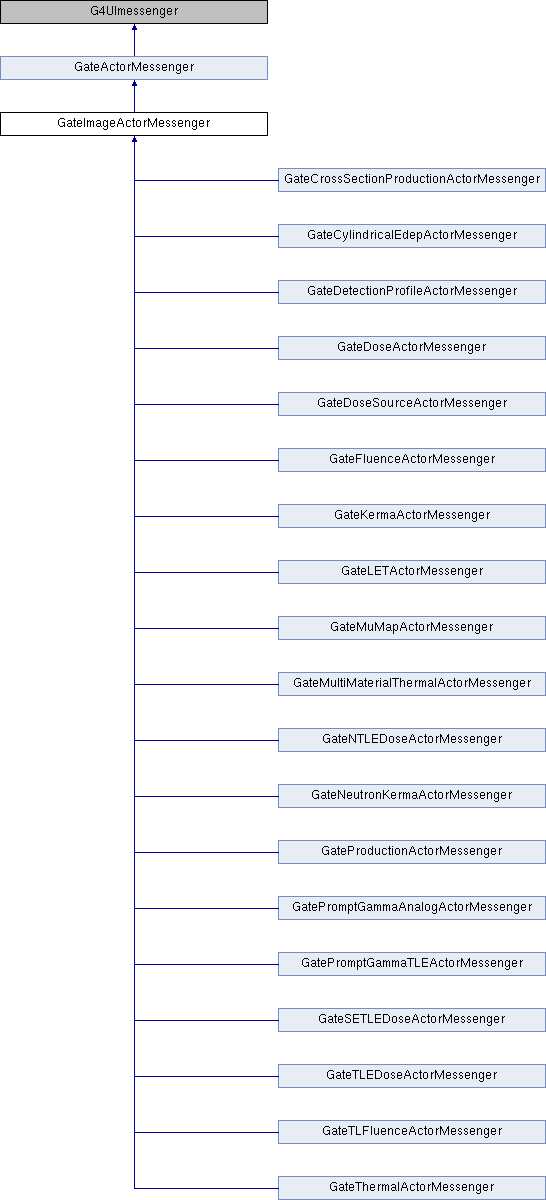 G4UImessenger
GateActorMessenger
GateImageActorMessenger
GateCrossSectionProductionActorMessenger
GateCylindricalEdepActorMessenger
GateDetectionProfileActorMessenger
GateDoseActorMessenger
GateDoseSourceActorMessenger
GateFluenceActorMessenger
GateKermaActorMessenger
GateLETActorMessenger
GateMuMapActorMessenger
GateMultiMaterialThermalActorMessenger
GateNTLEDoseActorMessenger
GateNeutronKermaActorMessenger
GateProductionActorMessenger
GatePromptGammaAnalogActorMessenger
GatePromptGammaTLEActorMessenger
GateSETLEDoseActorMessenger
GateTLEDoseActorMessenger
GateTLFluenceActorMessenger
GateThermalActorMessenger